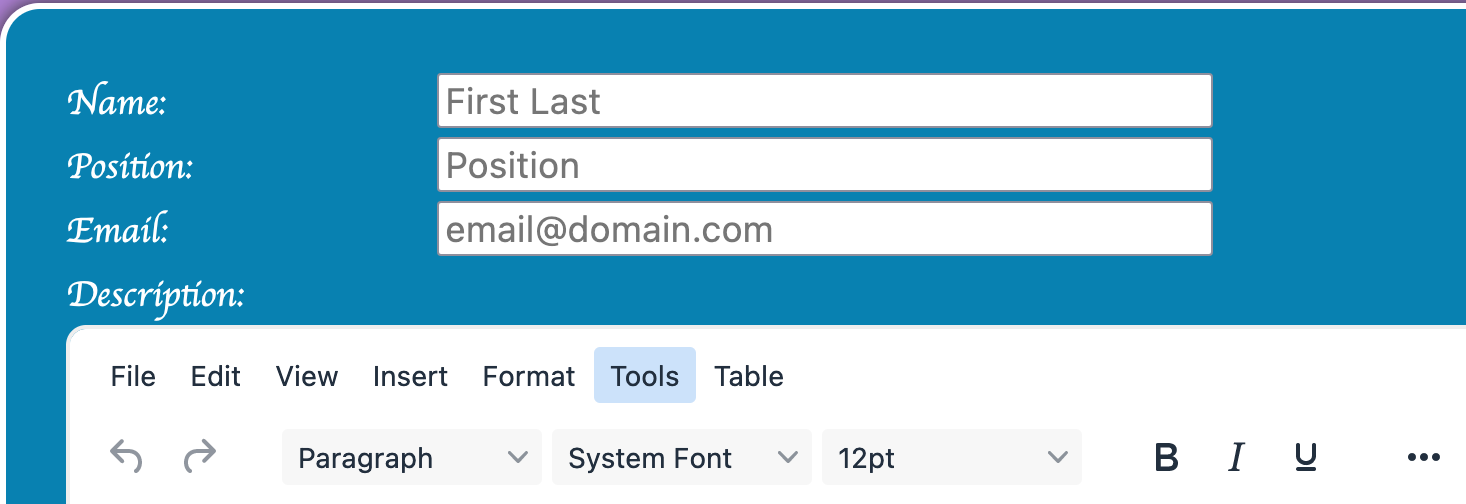 Name: First Last
Position: Position
Email: email@domain.com
Description:
File Edit View Insert Format Tools Table
Paragraph System Font 12pt B I U